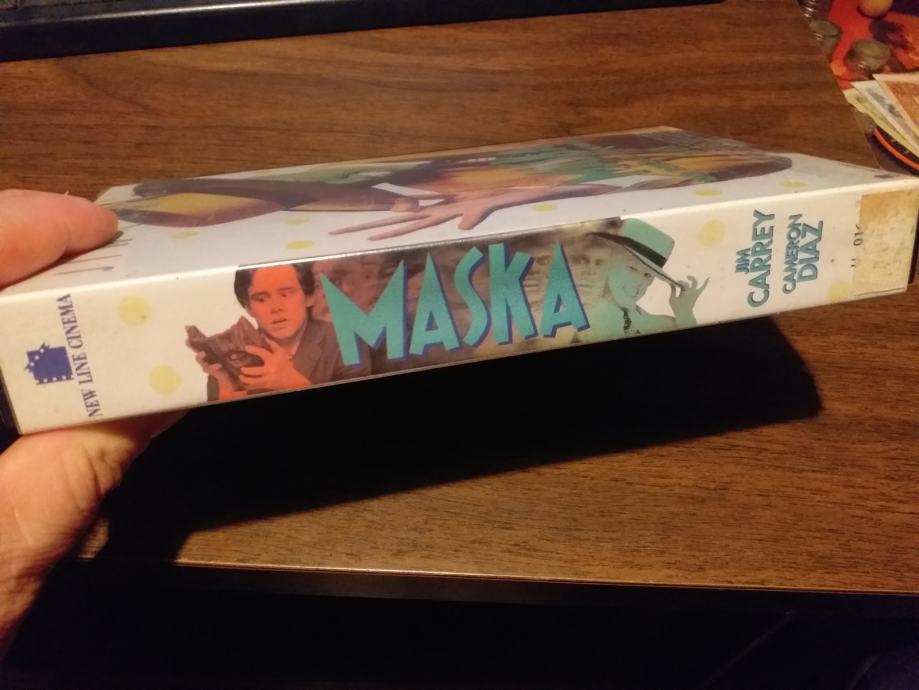 NEW LINE CINEMA
MASKA
JIM
CARREY
CAMERON
DIAZ